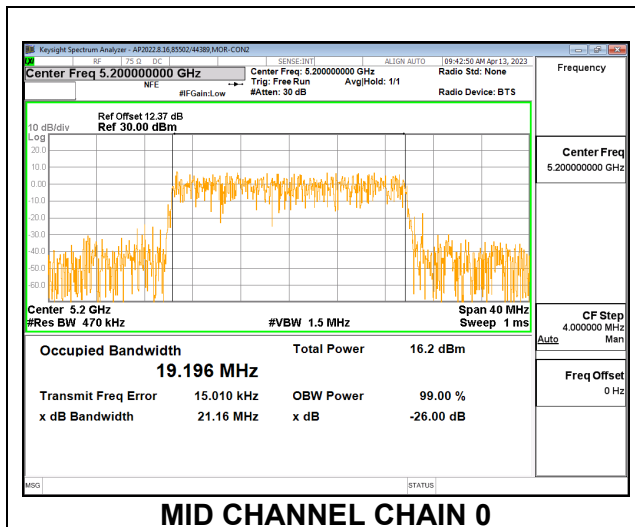 Keysight Spectrum Analyzer - AP2022.8.16,85502/44389,MOR-CON2
RF 75 Ω DC SENSE:INT ALIGN AUTO 09:42:50 AM Apr 13, 2023
Center Freq 5.200000000 GHz Center Freq: 5.200000000 GHz Radio Std: None
NFE Trig: Free Run Avg|Hold: 1/1
#IFGain:Low #Atten: 30 dB Radio Device: BTS
Frequency
Ref Offset 12.37 dB
10 dB/div Ref 30.00 dBm
Log
20.0
10.0
0.00
-10.0
-20.0
-30.0
-40.0
-50.0
-60.0
Center 5.2 GHz Span 40 MHz
#Res BW 470 kHz #VBW 1.5 MHz Sweep 1 ms
Center Freq
5.200000000 GHz
CF Step
4.000000 MHz
Auto Man
Freq Offset
0 Hz
Occupied Bandwidth Total Power 16.2 dBm
19.196 MHz
Transmit Freq Error 15.010 kHz OBW Power 99.00 %
x dB Bandwidth 21.16 MHz x dB -26.00 dB
MSG STATUS
MID CHANNEL CHAIN 0